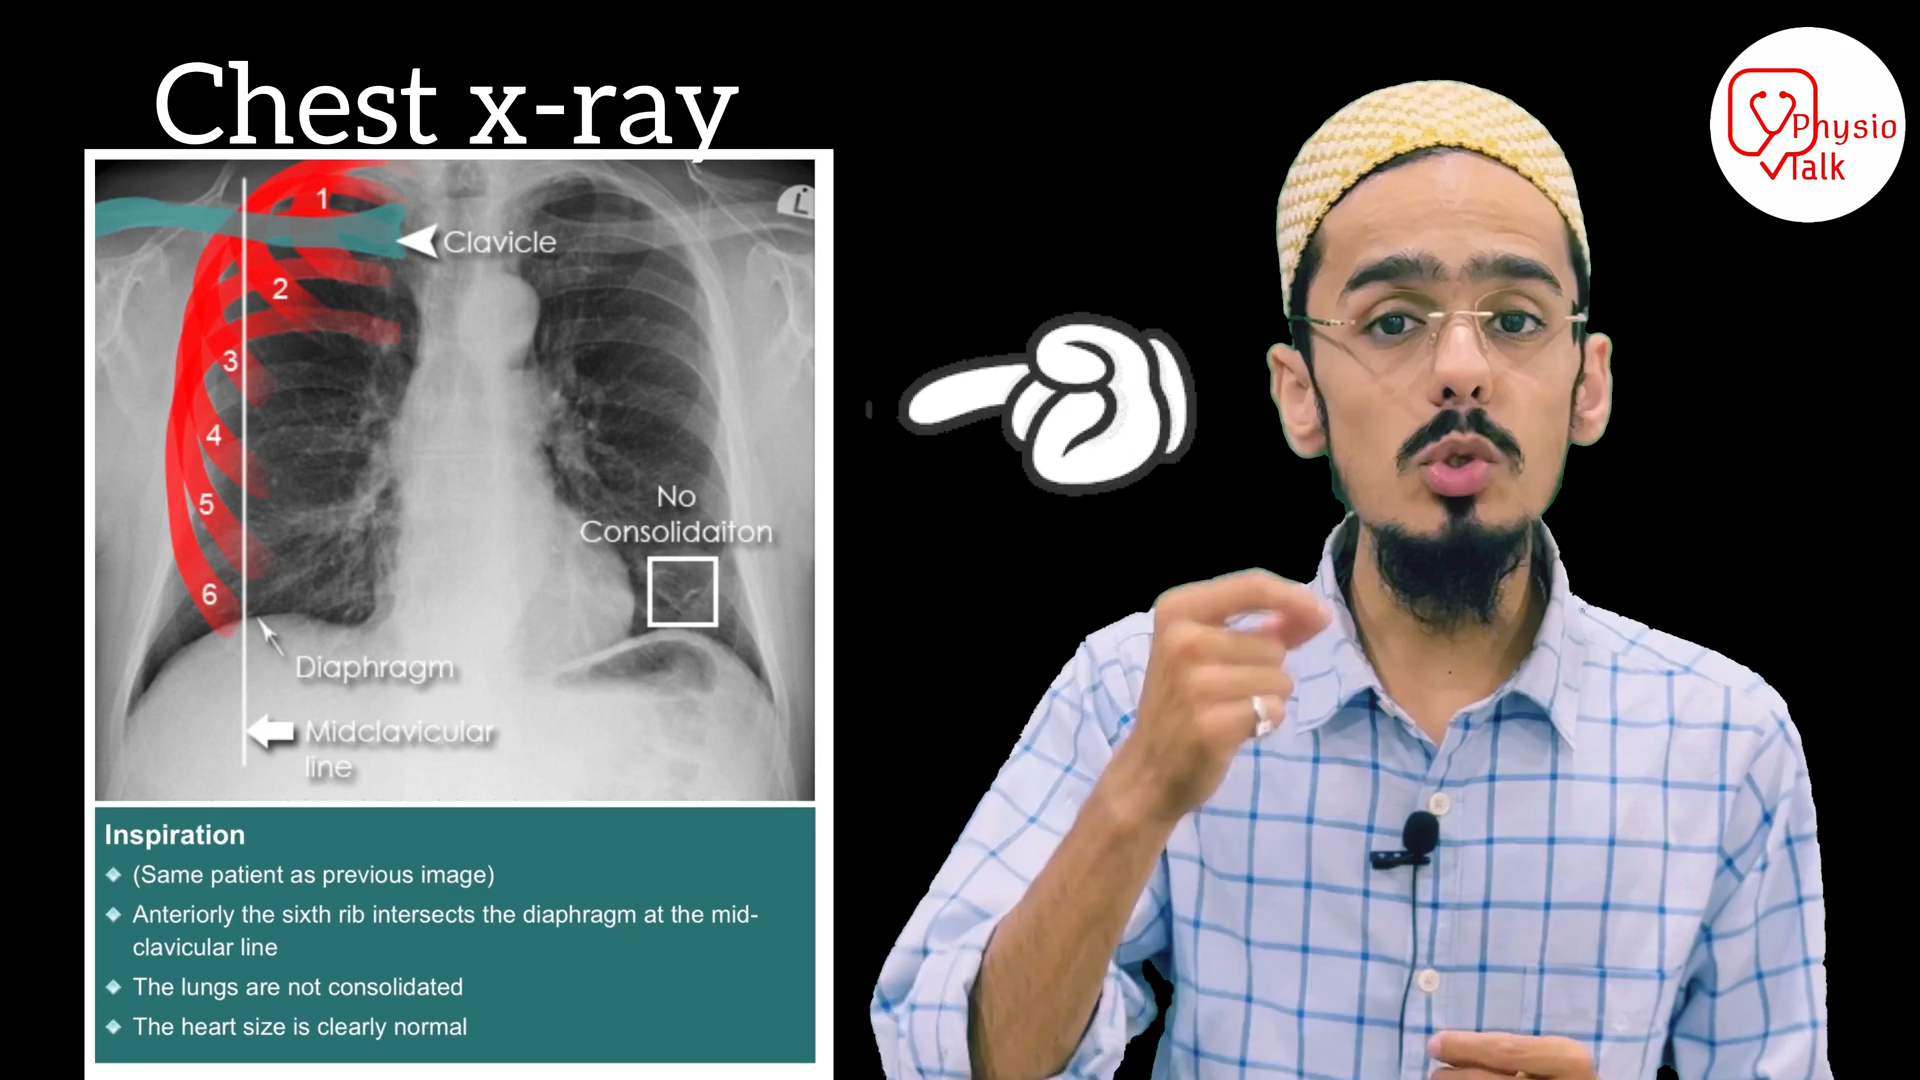 Chest x-ray
Physio
Talk
L
1
Clavicle
2
3
4
No
Consolidaiton
5
6
Diaphragm
Midclavicular
line
Inspiration
(Same patient as previous image)
Anteriorly the sixth rib intersects the diaphragm at the mid-
clavicular line
The lungs are not consolidated
The heart size is clearly normal